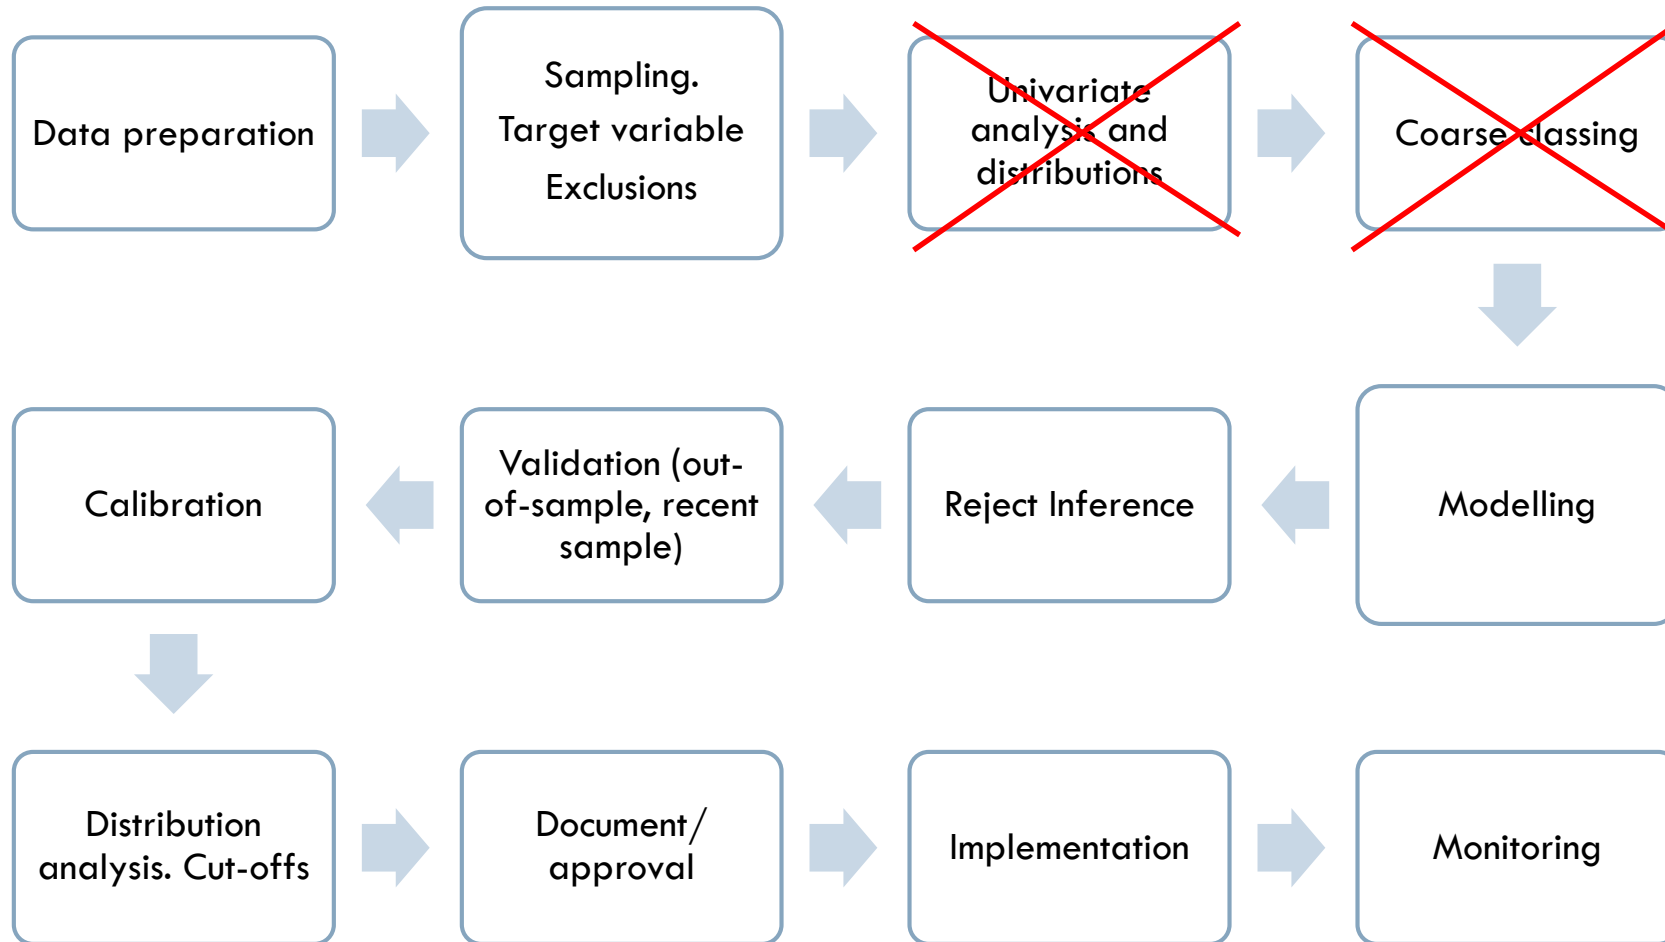 Data preparation
Sampling.
Target variable
Exclusions
Univariate
analysis and
distributions
Coarse classing
Modelling
Reject Inference
Validation (out-
of-sample, recent
sample)
Calibration
Distribution
analysis. Cut-offs
Document/
approval
Implementation
Monitoring